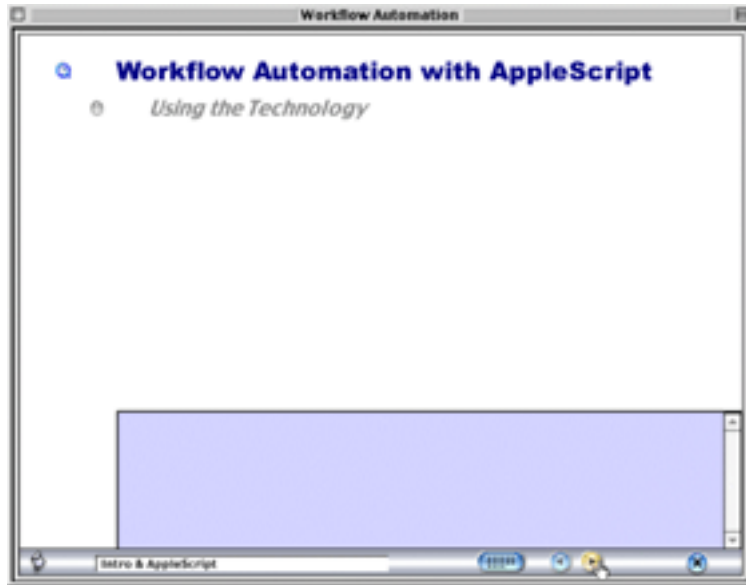 Workflow Automation
Workflow Automation with AppleScript
Using the Technology
Intro & AppleScript